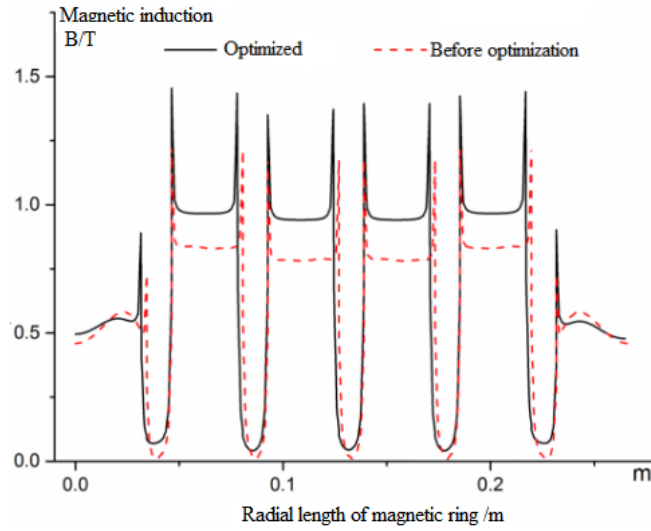 Magnetic induction
B/T
Optimized
Before optimization
1.5
1.0
0.5
0.0
0.0
0.1
0.2
m
Radial length of magnetic ring /m